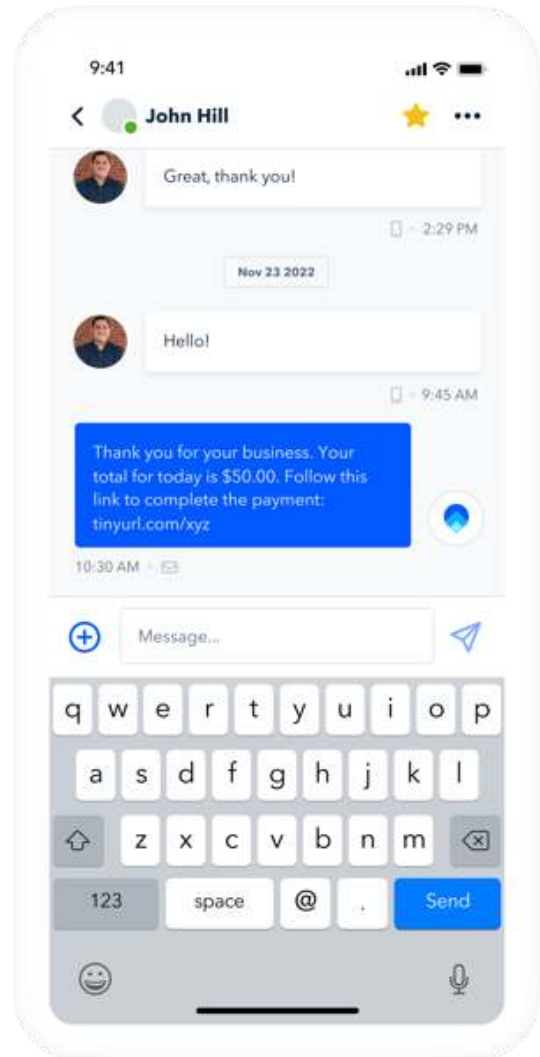 9:41
John Hill
Great, thank you!
2:29 PM
Nov 23 2022
Hello!
9:45 AM
Thank you for your business. Your
total for today is $50.00. Follow this
link to complete the payment:
tinyurl.com/xyz
10:30 AM
Message...
q w e r t y u i o p
a s d f g h j k l
z x c v b n m
123 space @ . Send